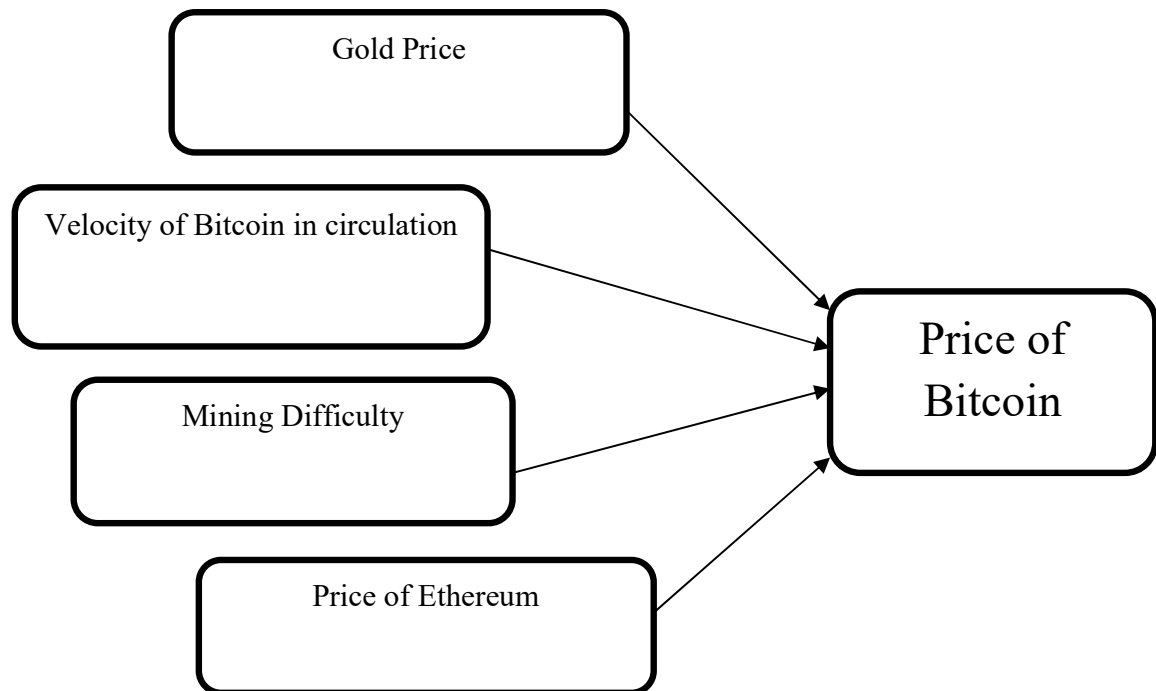 Gold Price
Velocity of Bitcoin in circulation
Mining Difficulty
Price of Ethereum
Price of
Bitcoin